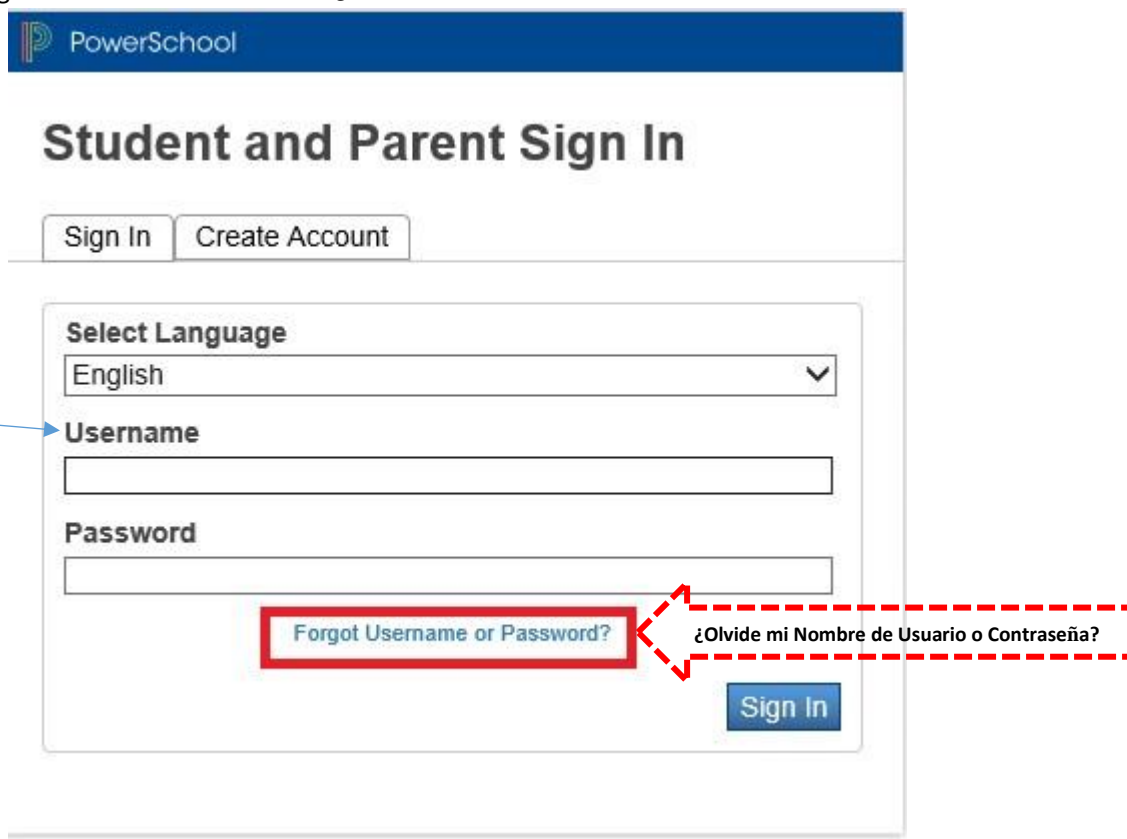 PowerSchool
Student and Parent Sign In
Sign In
Create Account
Select Language
English
Username
Password
Forgot Username or Password?
¿Olvide mi Nombre de Usuario o Contraseña?
Sign In